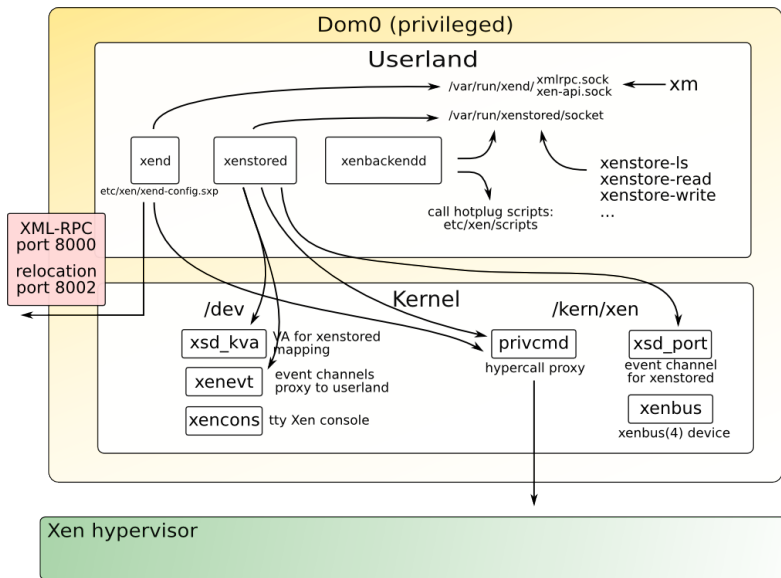 Dom0 (privileged)
Userland
/var/run/xend/
xmlrpc.sock
xen-api.sock
xm
/var/run/xenstored/socket
xend
xenstored
xenbackendd
etc/xen/xend-config.sxp
xenstore-ls
xenstore-read
xenstore-write
...
call hotplug scripts:
etc/xen/scripts
XML-RPC
port 8000
relocation
port 8002
Kernel
/dev
/kern/xen
xsd_kva
VA for xenstored
mapping
privcmd
hypercall proxy
xsd_port
event channel
for xenstored
xenevt
event channels
proxy to userland
xenbus
xenbus(4) device
xencons
tty Xen console
Xen hypervisor